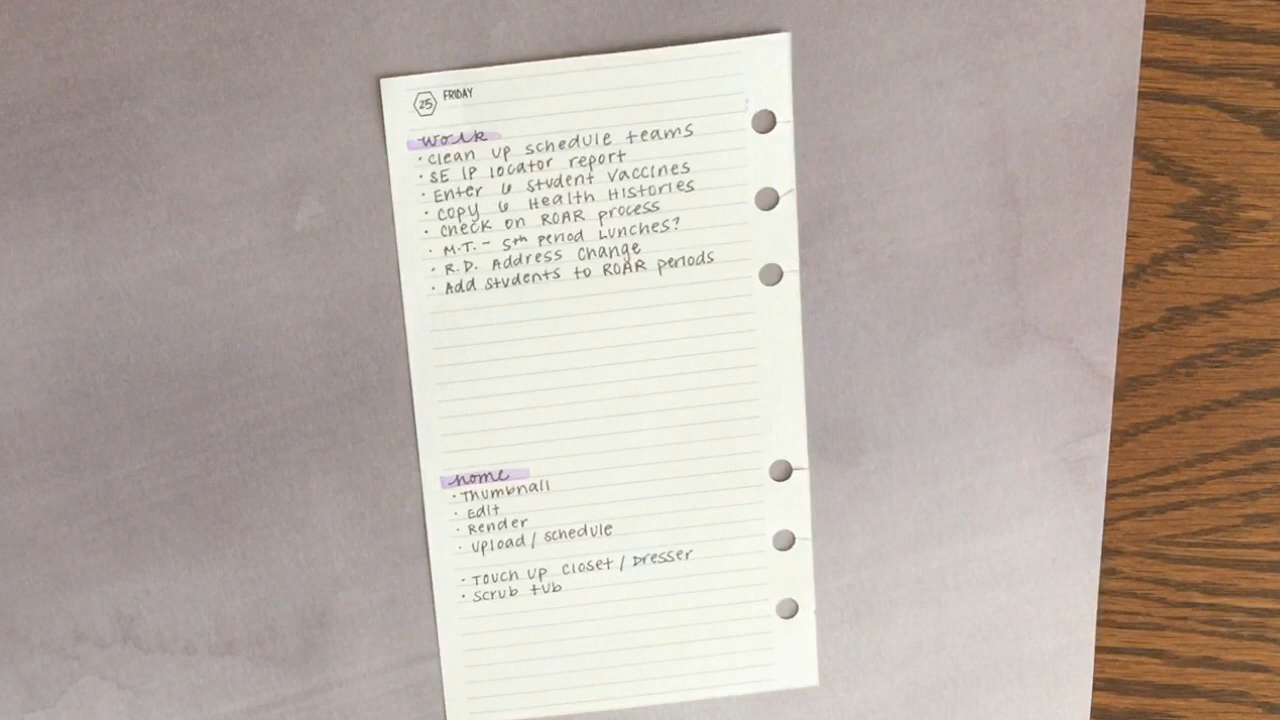 25 FRIDAY
work
· clean up schedule teams
· SE IP locator report
· Enter 6 student vaccines
· Copy 6 Health Histories
· Check on ROAR process
· M.T. - 5th period Lunches?
· R.D. Address Change
· Add students to ROAR periods
home
· Thumbnail
· Edit
· Render
· upload / schedule
· Touch up closet / Dresser
· scrub tub